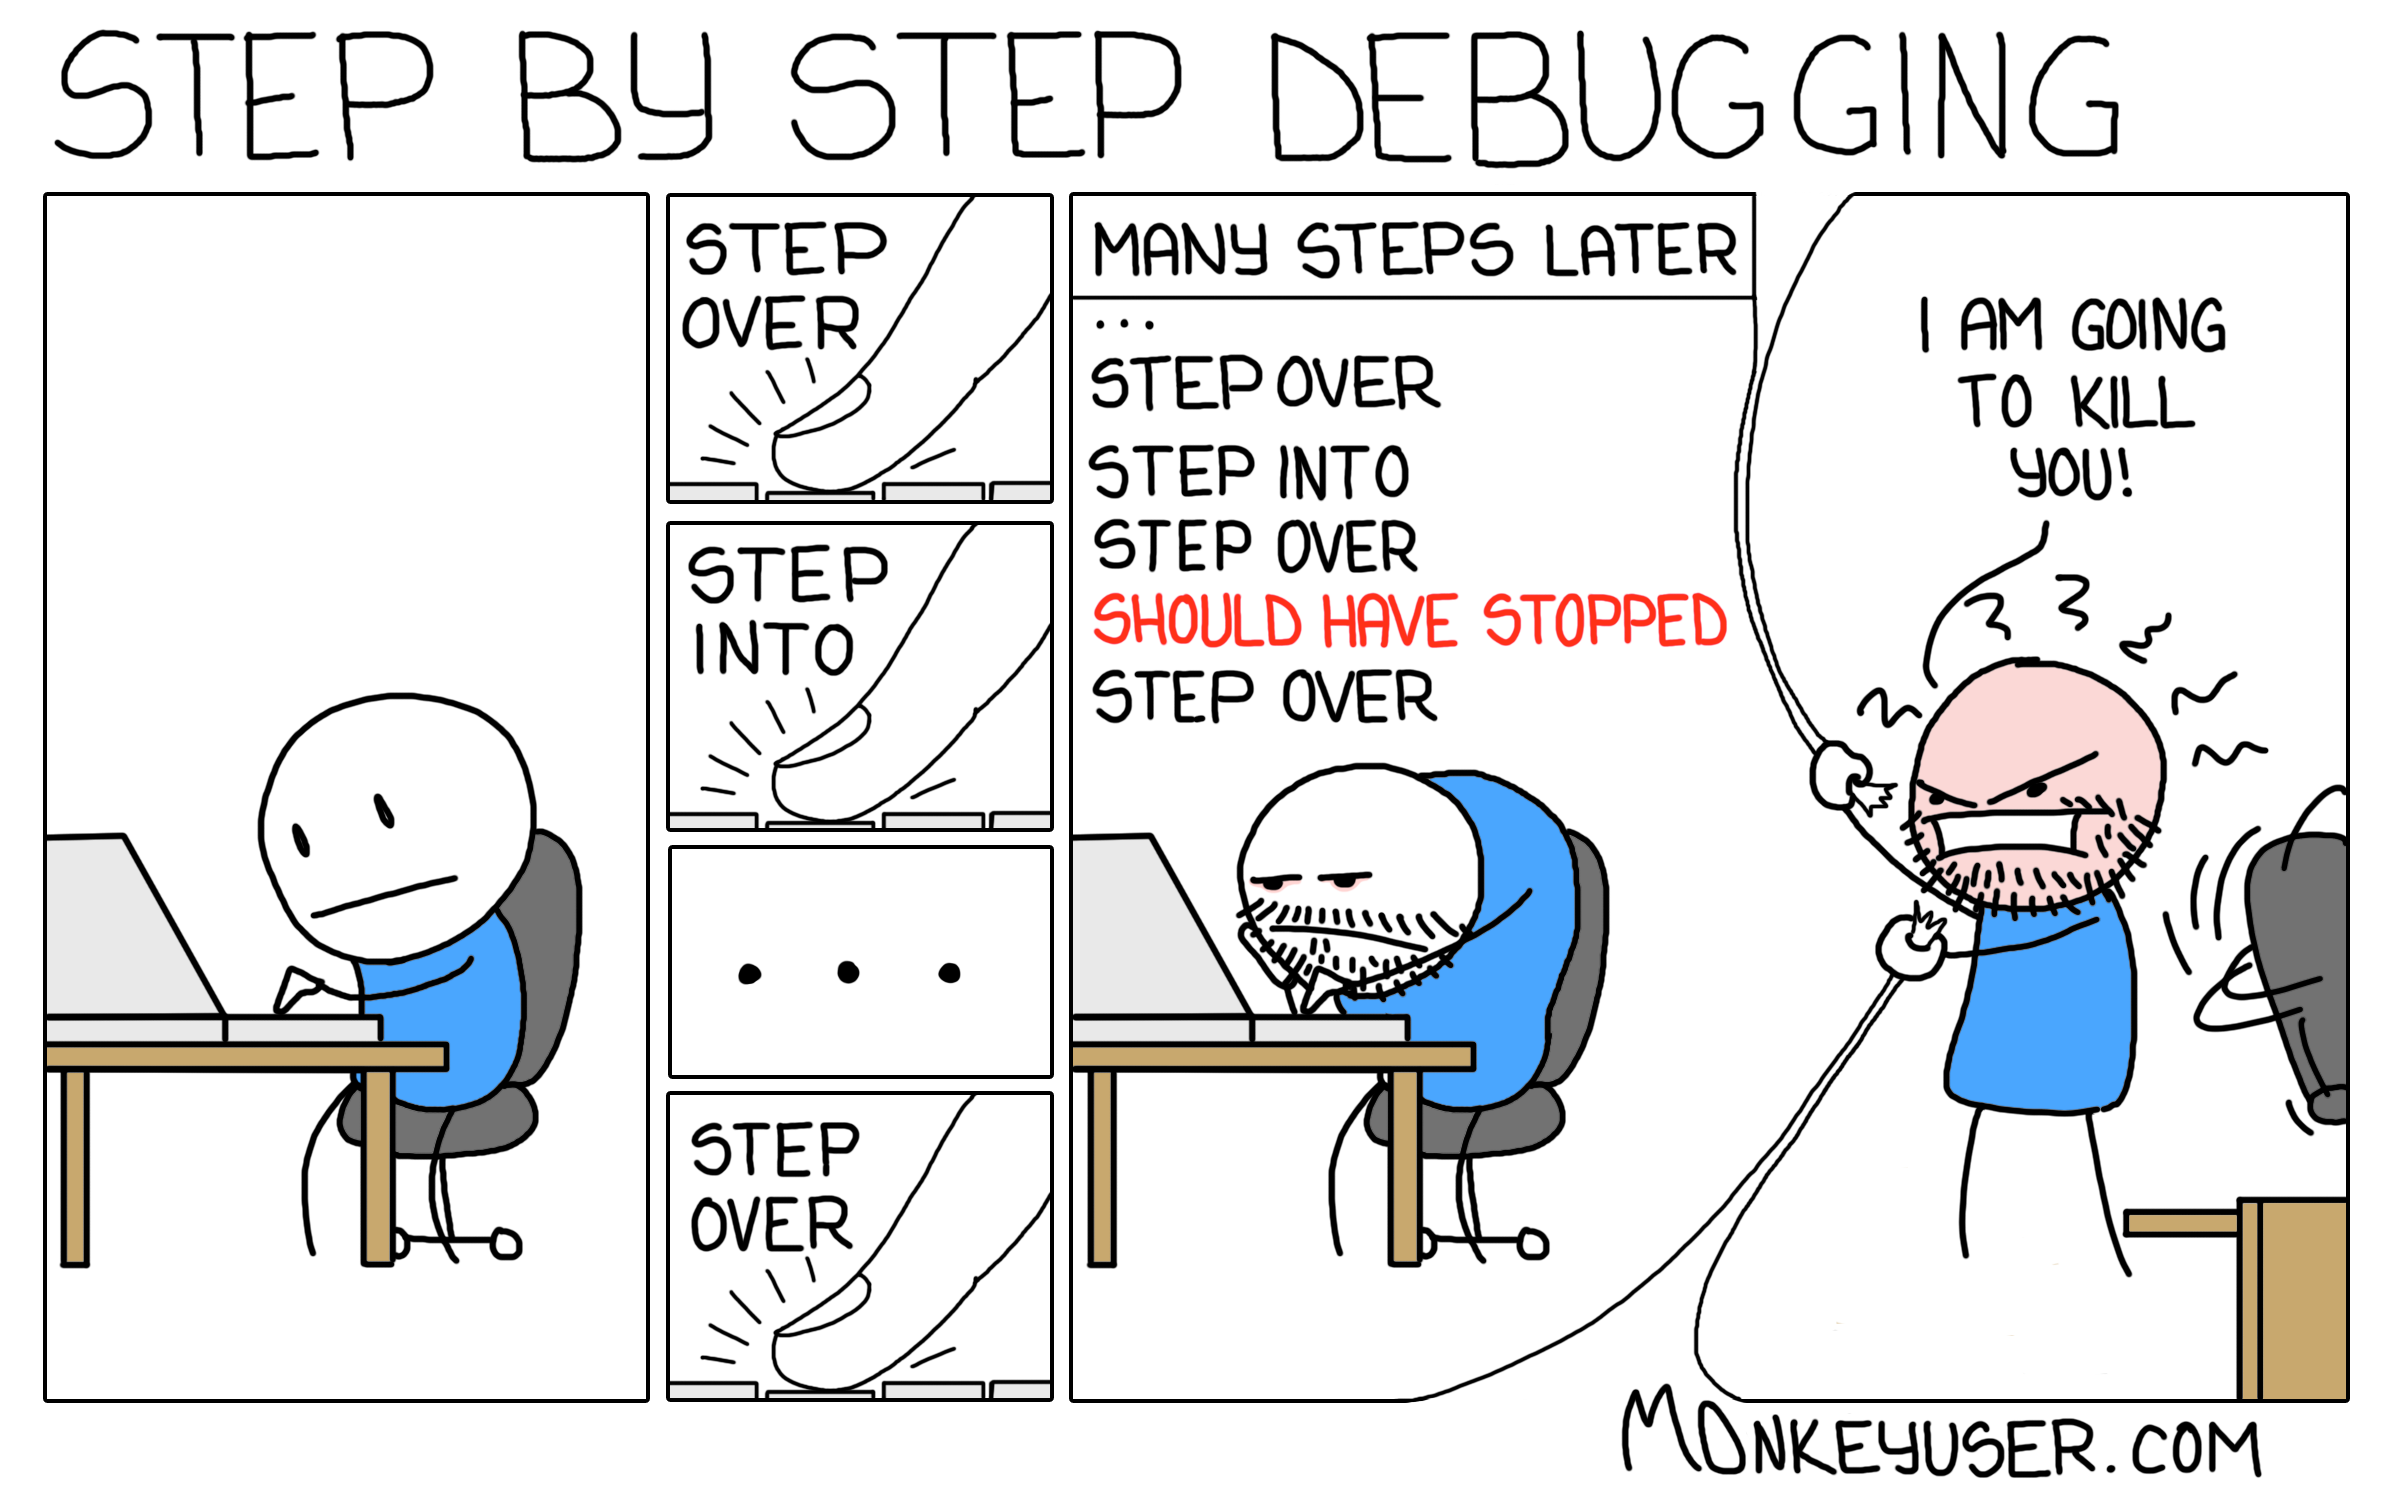 STEP BY STEP DEBUGGING
STEP
OVER
STEP
INTO
...
STEP
OVER
MANY STEPS LATER
...
STEP OVER
STEP INTO
STEP OVER
SHOULD HAVE STOPPED
STEP OVER
I AM GOING
TO KILL
YOU!
MONKEYUSER.COM